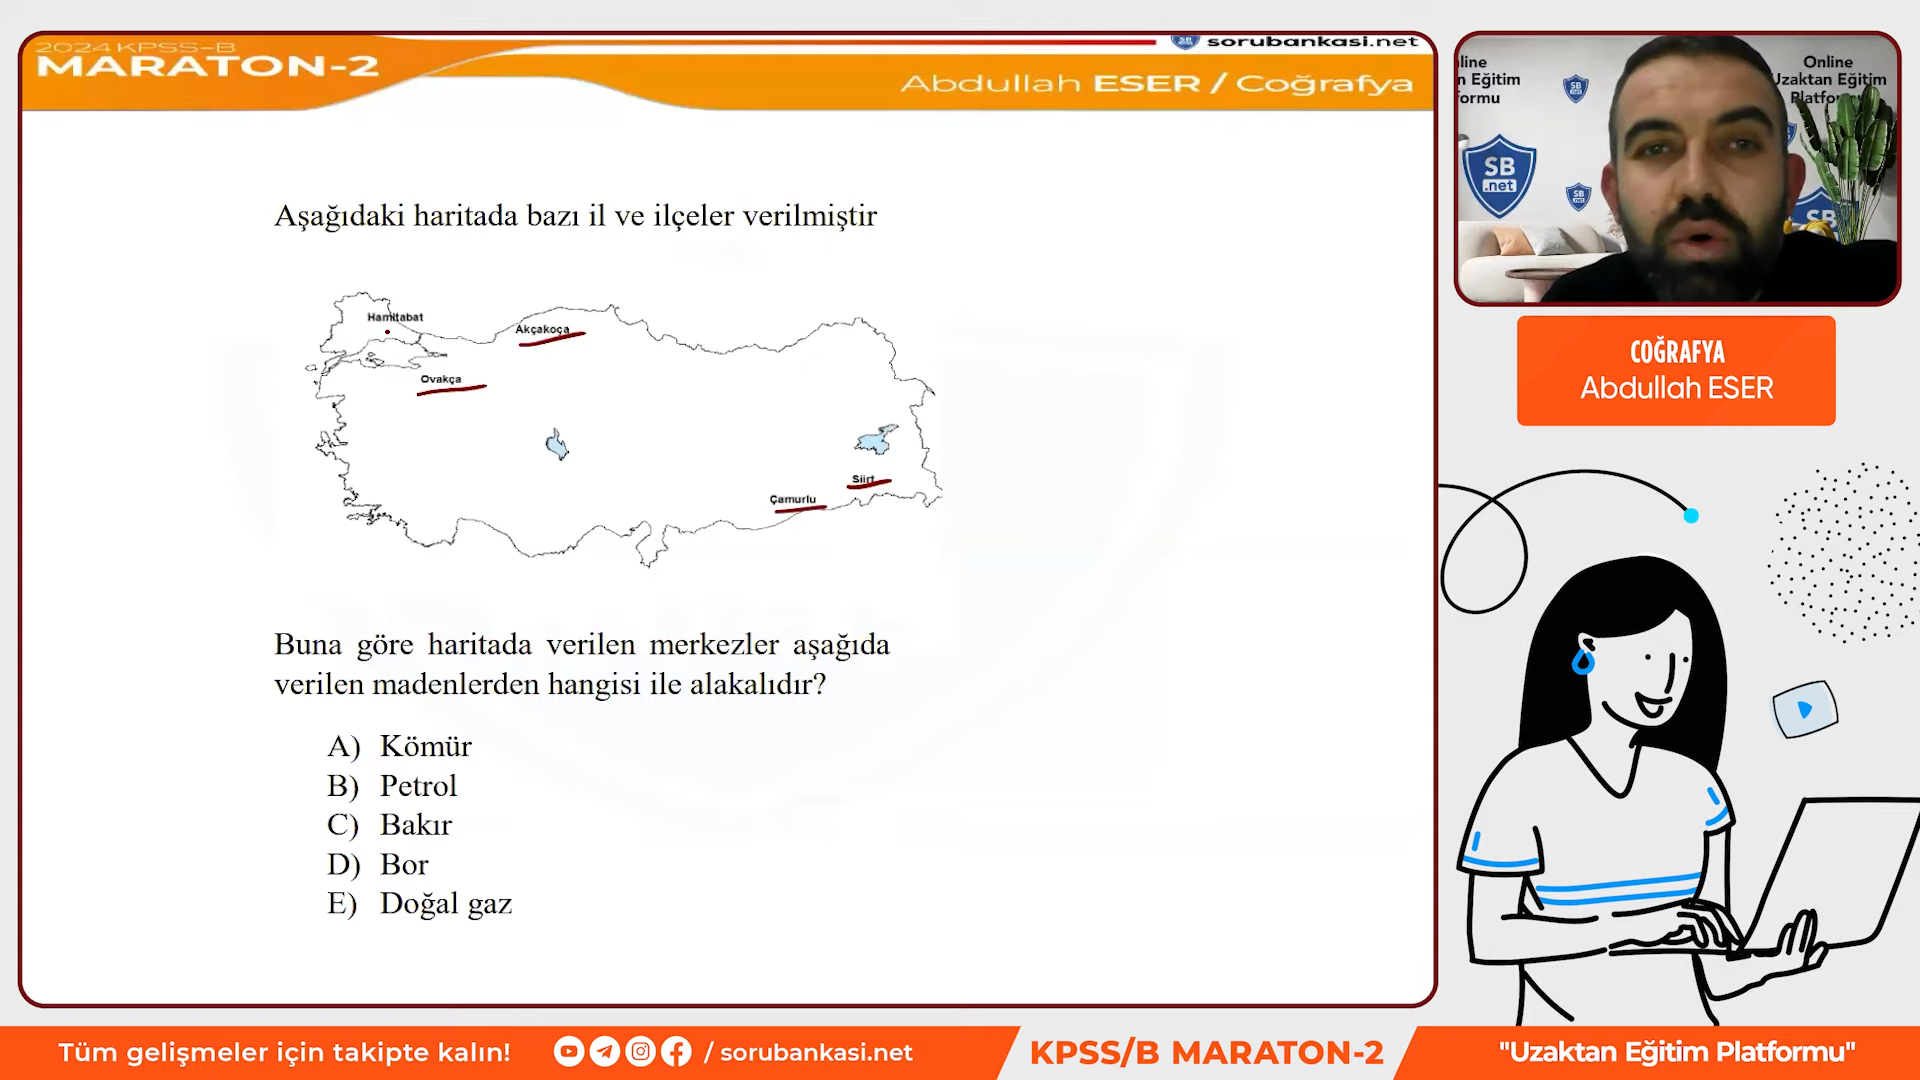 2024 KPSS-B
MARATON-2
sorubankasi.net
Abdullah ESER / Coğrafya
Aşağıdaki haritada bazı il ve ilçeler verilmiştir
Hamitabat
Akçakoça
Ovakça
Siirt
Çamurlu
Buna göre haritada verilen merkezler aşağıda
verilen madenlerden hangisi ile alakalıdır?
A) Kömür
B) Petrol
C) Bakır
D) Bor
E) Doğal gaz
Online
Uzaktan Eğitim
SB
.net
COĞRAFYA
Abdullah ESER
Tüm gelişmeler için takipte kalın!
/ sorubankasi.net
KPSS/B MARATON-2
"Uzaktan Eğitim Platformu"